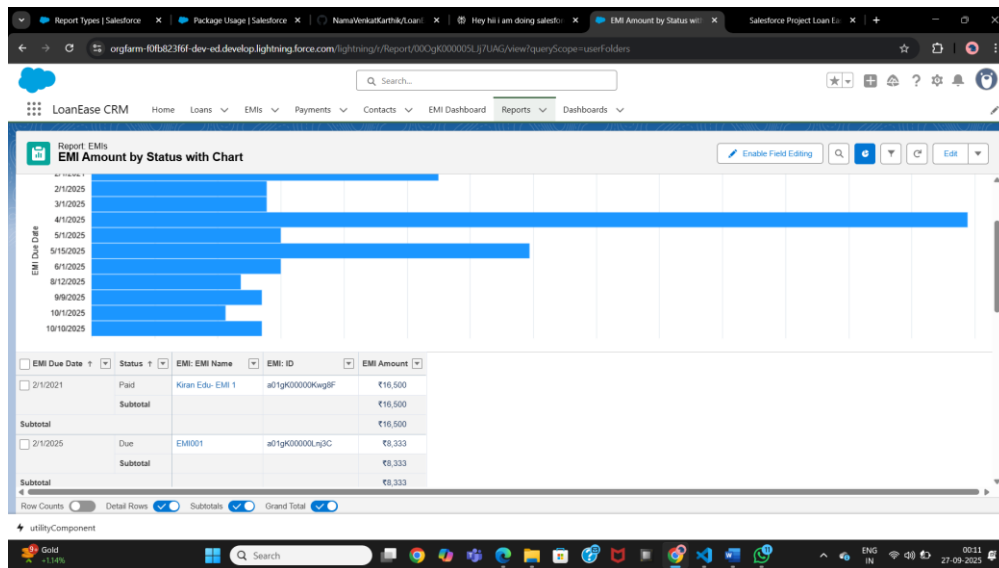 Report Types | Salesforce
Package Usage | Salesforce
NamaVenkatKarthik/LoanE
Hey hii i am doing salesfor
EMI Amount by Status with
Salesforce Project Loan Ea
orgfarm-f0fb823f6f-dev-ed.develop.lightning.force.com/lightning/r/Report/00OgK000005LJj7UAG/view?queryScope=userFolders
Search...
LoanEase CRM Home Loans EMIs Payments Contacts EMI Dashboard Reports Dashboards
Report: EMIs
EMI Amount by Status with Chart
Enable Field Editing
Edit
EMI Due Date
2/1/2021
2/1/2025
3/1/2025
4/1/2025
5/1/2025
5/15/2025
6/1/2025
8/12/2025
9/9/2025
10/1/2025
10/10/2025
EMI Due Date ↑ Status ↑ EMI: EMI Name EMI: ID EMI Amount
2/1/2021 Paid Kiran Edu- EMI 1 a01gK00000Kwg8F ₹16,500
Subtotal ₹16,500
Subtotal ₹16,500
2/1/2025 Due EMI001 a01gK00000Lnj3C ₹8,333
Subtotal ₹8,333
Subtotal ₹8,333
Row Counts Detail Rows Subtotals Grand Total
utilityComponent
9+ Gold
+1.14%
Search
ENG
IN
00:11
27-09-2025